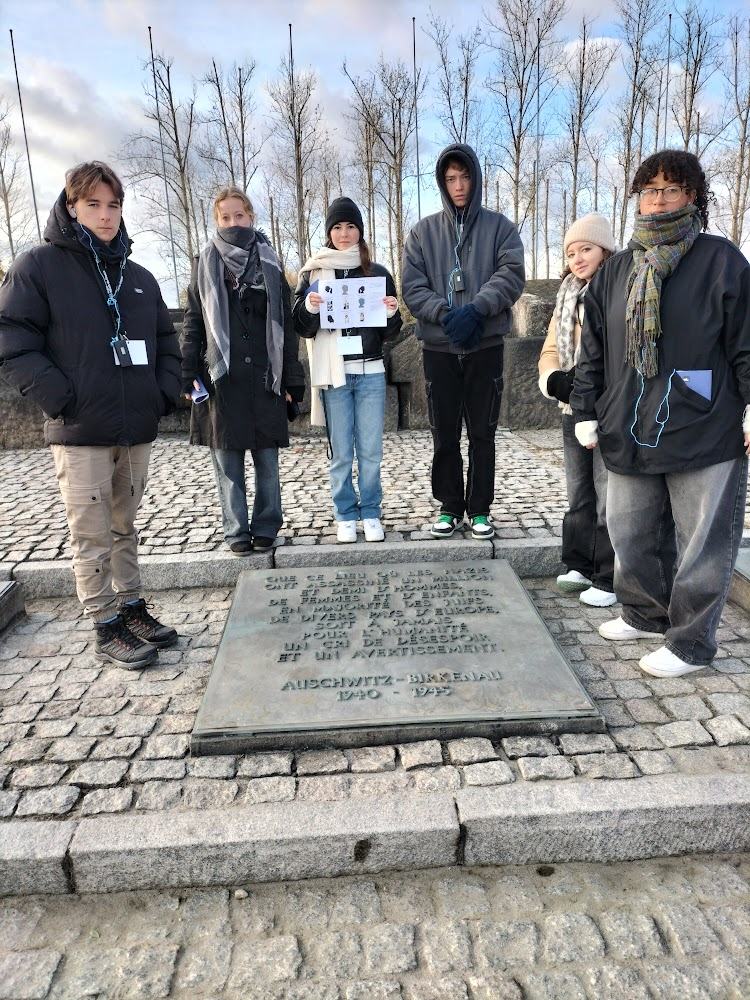 QUE CE LIEU OÙ LES NAZIS
ONT ASSASSINÉ UN MILLION
ET DEMI D'HOMMES,
DE FEMMES ET D'ENFANTS,
EN MAJORITÉ DES JUIFS
DE DIVERS PAYS D'EUROPE,
SOIT À JAMAIS
POUR L'HUMANITÉ
UN CRI DE DÉSESPOIR
ET UN AVERTISSEMENT.
AUSCHWITZ-BIRKENAU
1940 - 1945